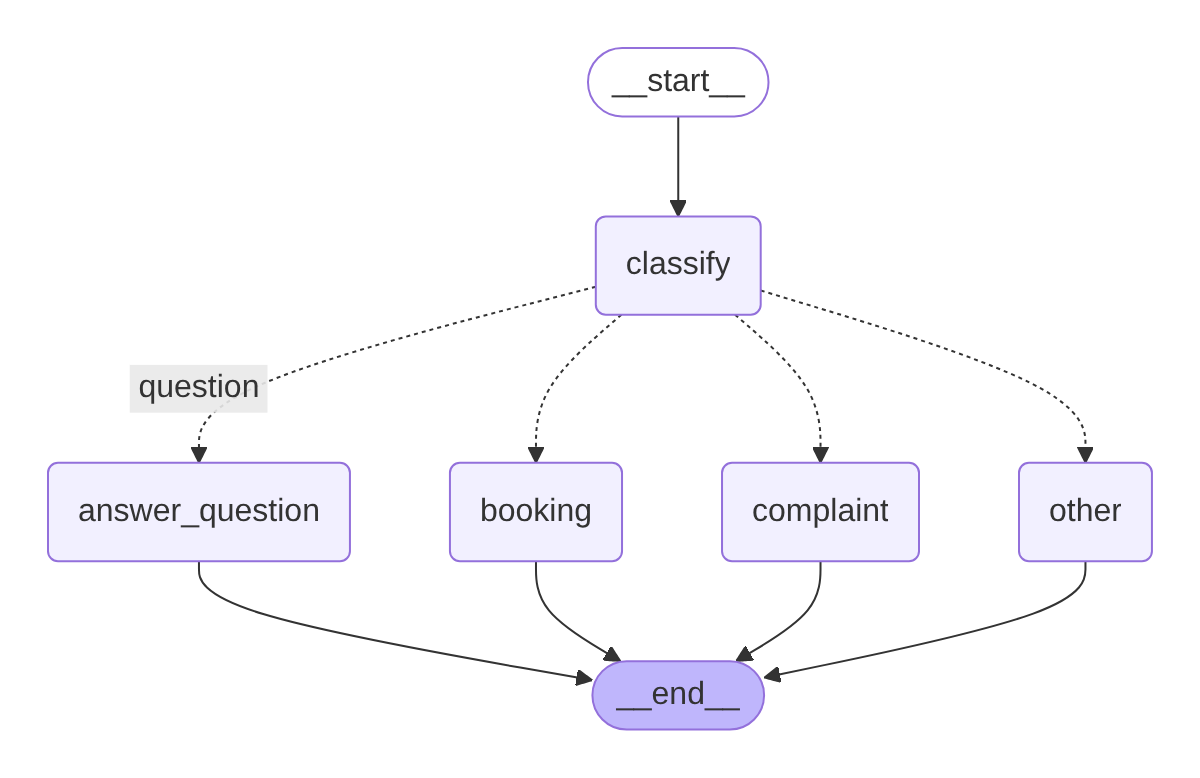 __start__
classify
question
answer_question
booking
complaint
other
__end__